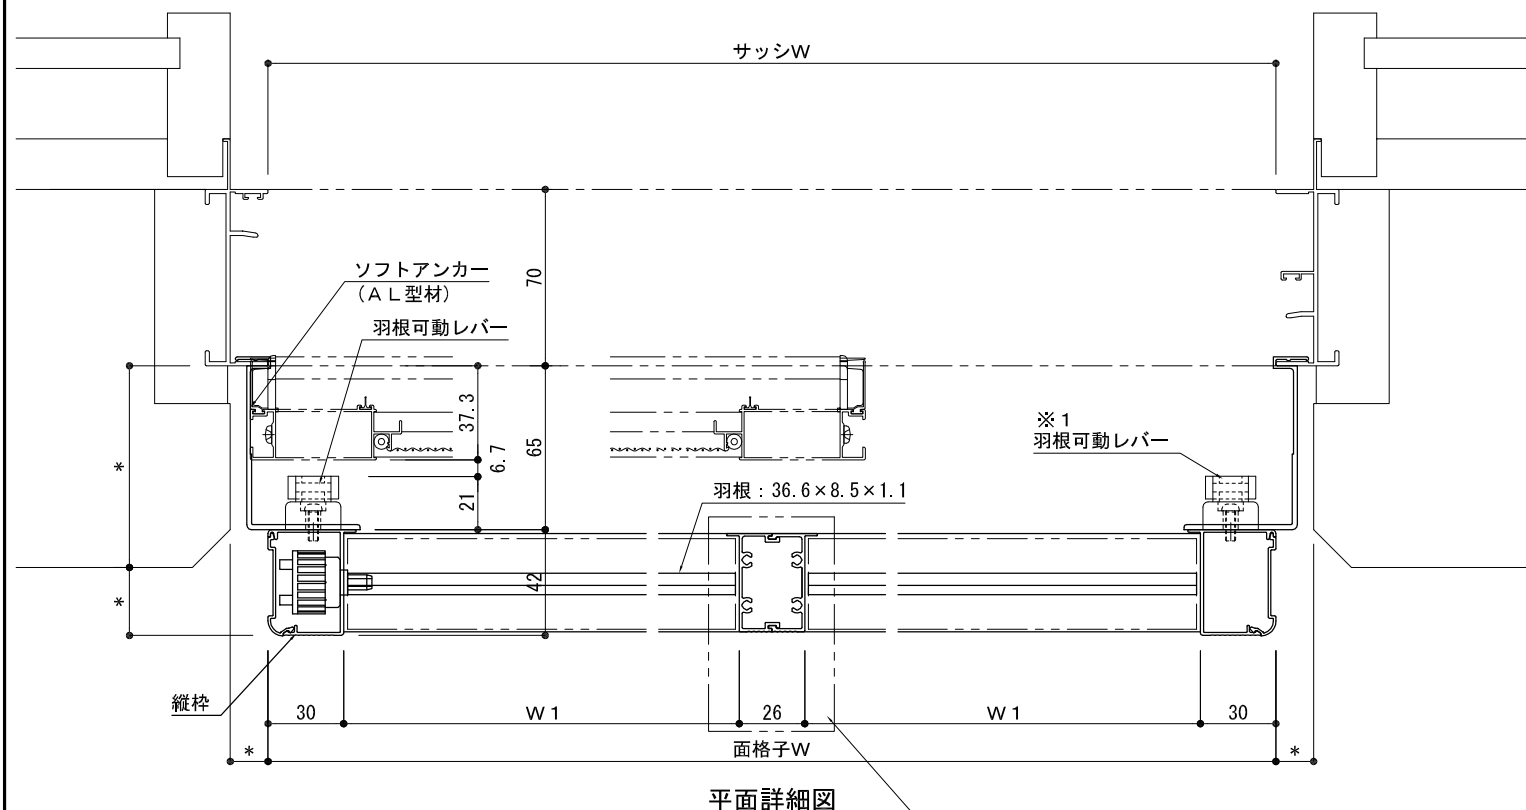 サッシW
ソフトアンカー
(AL型材)
羽根可動レバー
70
37.3
6.7
65
21
※1
羽根可動レバー
羽根：36.6×8.5×1.1
*
*
42
縦枠
30
W1
26
W1
30
*
面格子W
*
平面詳細図